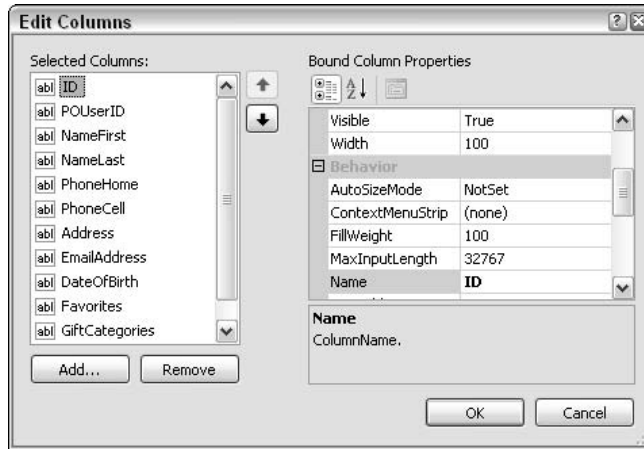 Edit Columns
Selected Columns:
abl ID
abl POUserID
abl NameFirst
abl NameLast
abl PhoneHome
abl PhoneCell
abl Address
abl EmailAddress
abl DateOfBirth
abl Favorites
abl GiftCategories
Add...
Remove
Bound Column Properties
Visible True
Width 100
Behavior
AutoSizeMode NotSet
ContextMenuStrip (none)
FillWeight 100
MaxInputLength 32767
Name ID
Name
ColumnName.
OK
Cancel